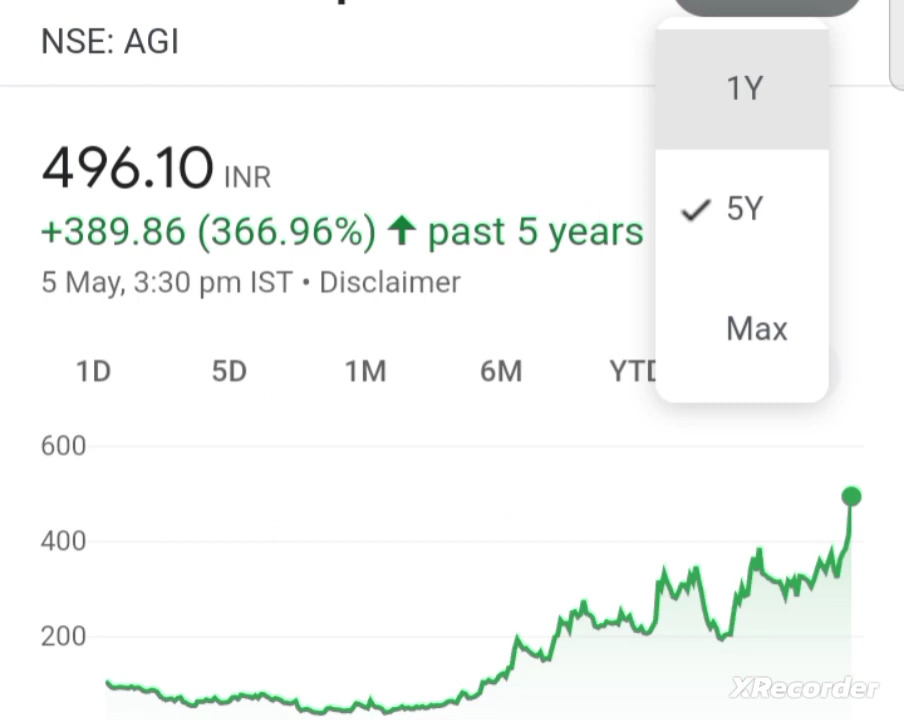 NSE: AGI
1Y
496.10 INR
5Y
+389.86 (366.96%) ↑ past 5 years
5 May, 3:30 pm IST • Disclaimer
Max
1D 5D 1M 6M
600
400
200
XRecorder